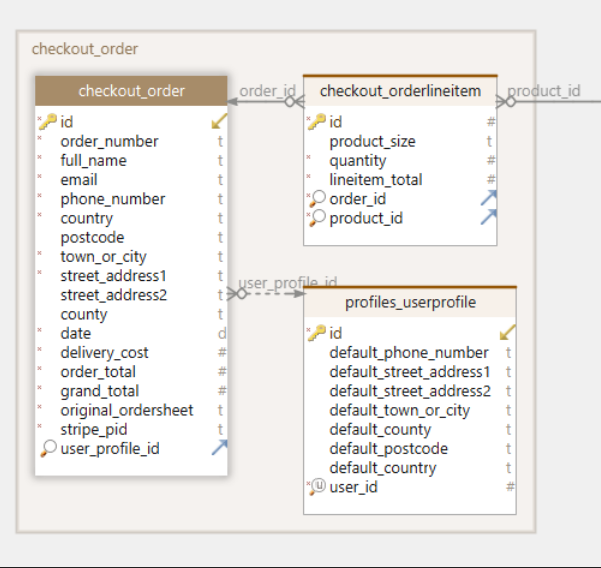 checkout_order
checkout_order
id
order_number t
full_name t
email t
phone_number t
country t
postcode t
town_or_city t
street_address1 t
street_address2 t
county t
date d
delivery_cost #
order_total #
grand_total #
original_ordersheet t
stripe_pid t
user_profile_id
order_id
checkout_orderlineitem
id #
product_size t
quantity #
lineitem_total #
order_id
product_id
product_id
user_profile_id
profiles_userprofile
id
default_phone_number t
default_street_address1 t
default_street_address2 t
default_town_or_city t
default_county t
default_postcode t
default_country t
u user_id #